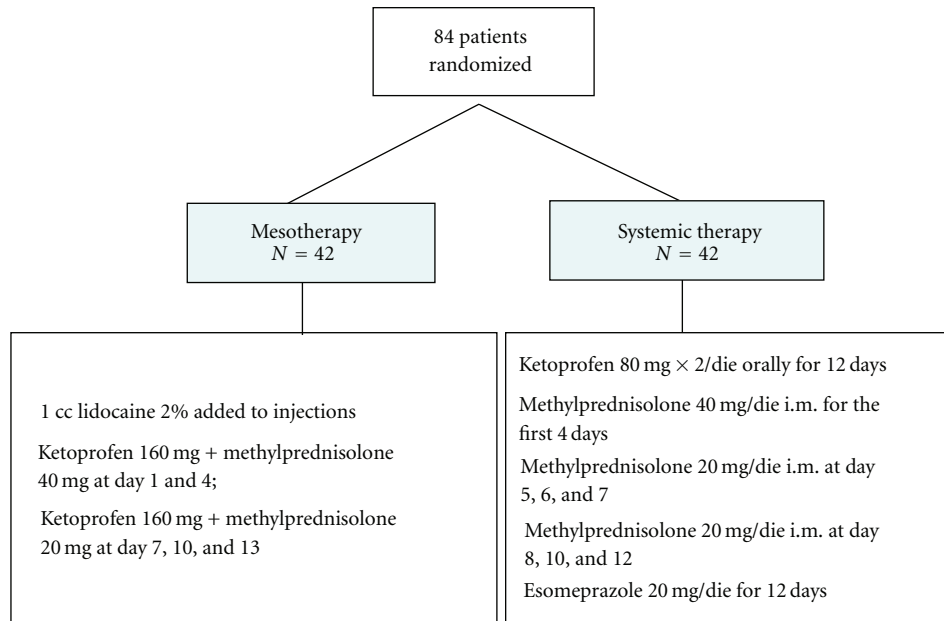 84 patients
randomized
Mesotherapy
N = 42
Systemic therapy
N = 42
1 cc lidocaine 2% added to injections
Ketoprofen 160 mg + methylprednisolone
40 mg at day 1 and 4;
Ketoprofen 160 mg + methylprednisolone
20 mg at day 7, 10, and 13
Ketoprofen 80 mg × 2/die orally for 12 days
Methylprednisolone 40 mg/die i.m. for the
first 4 days
Methylprednisolone 20 mg/die i.m. at day
5, 6, and 7
Methylprednisolone 20 mg/die i.m. at day
8, 10, and 12
Esomeprazole 20 mg/die for 12 days